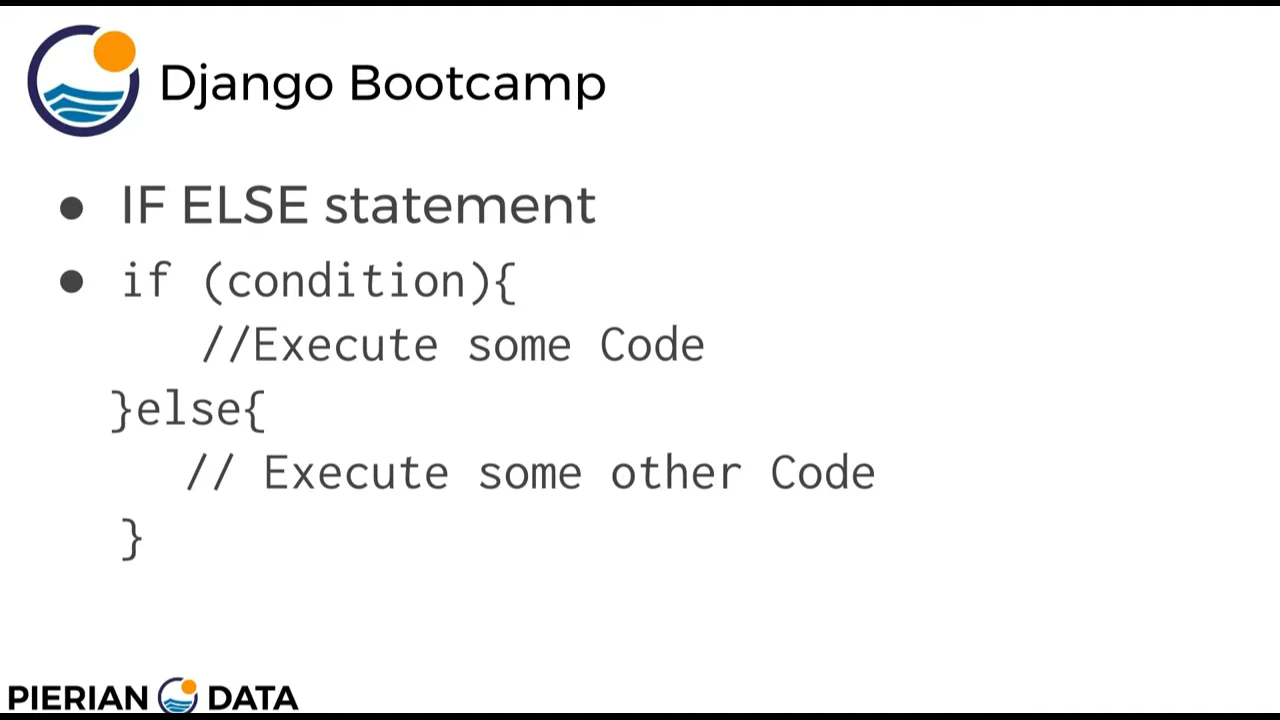 Django Bootcamp
● IF ELSE statement
● if (condition){
//Execute some Code
}else{
// Execute some other Code
}
PIERIAN DATA